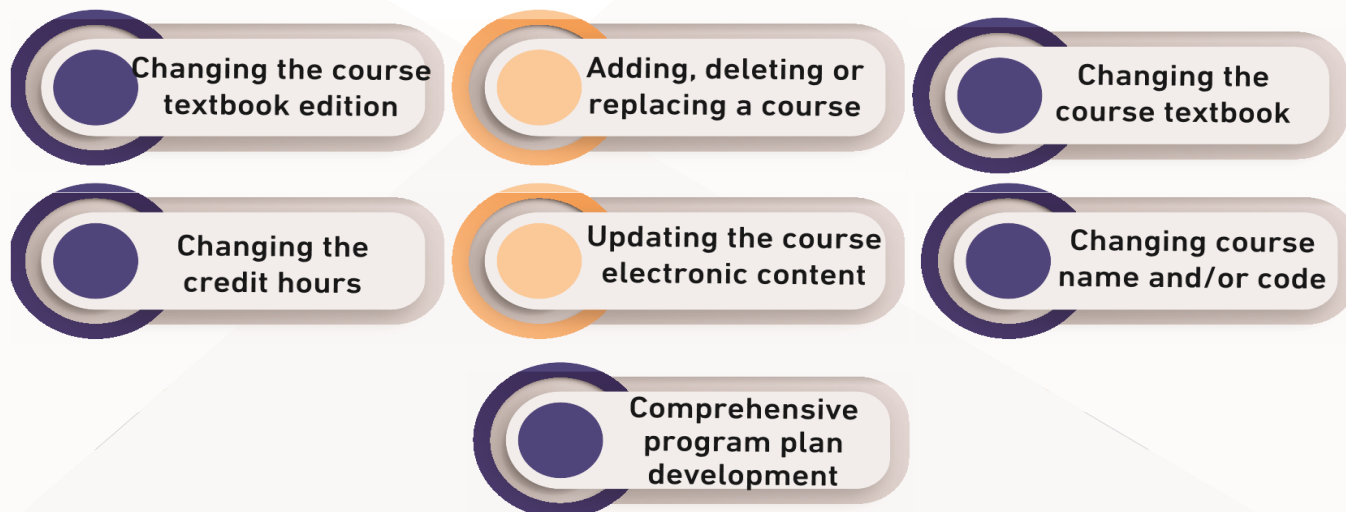 Changing the course
textbook edition
Adding, deleting or
replacing a course
Changing the
course textbook
Changing the
credit hours
Updating the course
electronic content
Changing course
name and/or code
Comprehensive
program plan
development